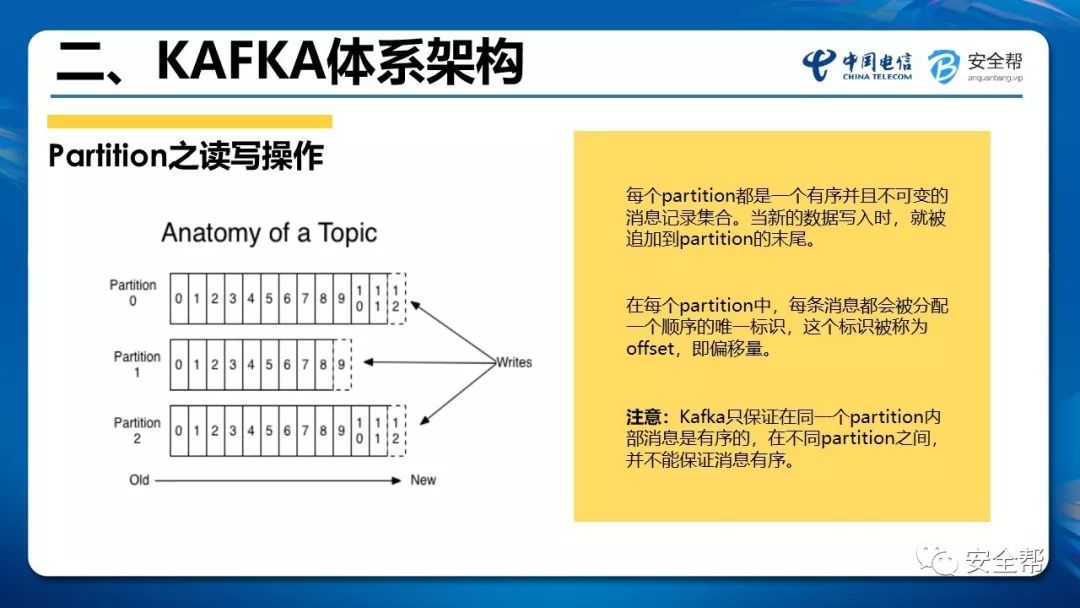 二、KAFKA体系架构
中国电信
CHINA TELECOM
安全帮
anquanbang.vip
Partition之读写操作
Anatomy of a Topic
Partition
0
0 1 2 3 4 5 6 7 8 9 10 11 12
Partition
1
0 1 2 3 4 5 6 7 8 9
Writes
Partition
2
0 1 2 3 4 5 6 7 8 9 10 11 12
Old
New
每个partition都是一个有序并且不可变的
消息记录集合。当新的数据写入时，就被
追加到partition的末尾。
在每个partition中，每条消息都会被分配
一个顺序的唯一标识，这个标识被称为
offset，即偏移量。
注意：Kafka只保证在同一个partition内
部消息是有序的，在不同partition之间，
并不能保证消息有序。
安全帮